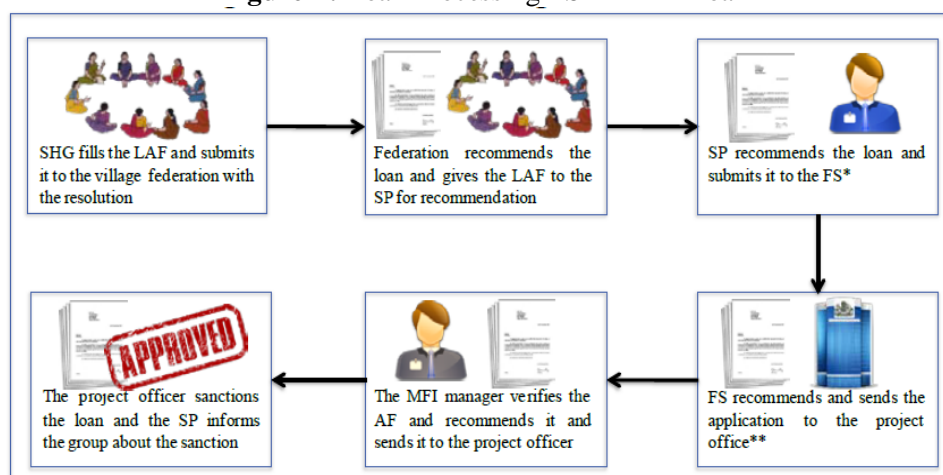 SHG fills the LAF and submits
it to the village federation with
the resolution
Federation recommends the
loan and gives the LAF to the
SP for recommendation
SP recommends the loan and
submits it to the FS*
APPROVED
The project officer sanctions
the loan and the SP informs
the group about the sanction
The MFI manager verifies the
AF and recommends it and
sends it to the project officer
FS recommends and sends the
application to the project
office**